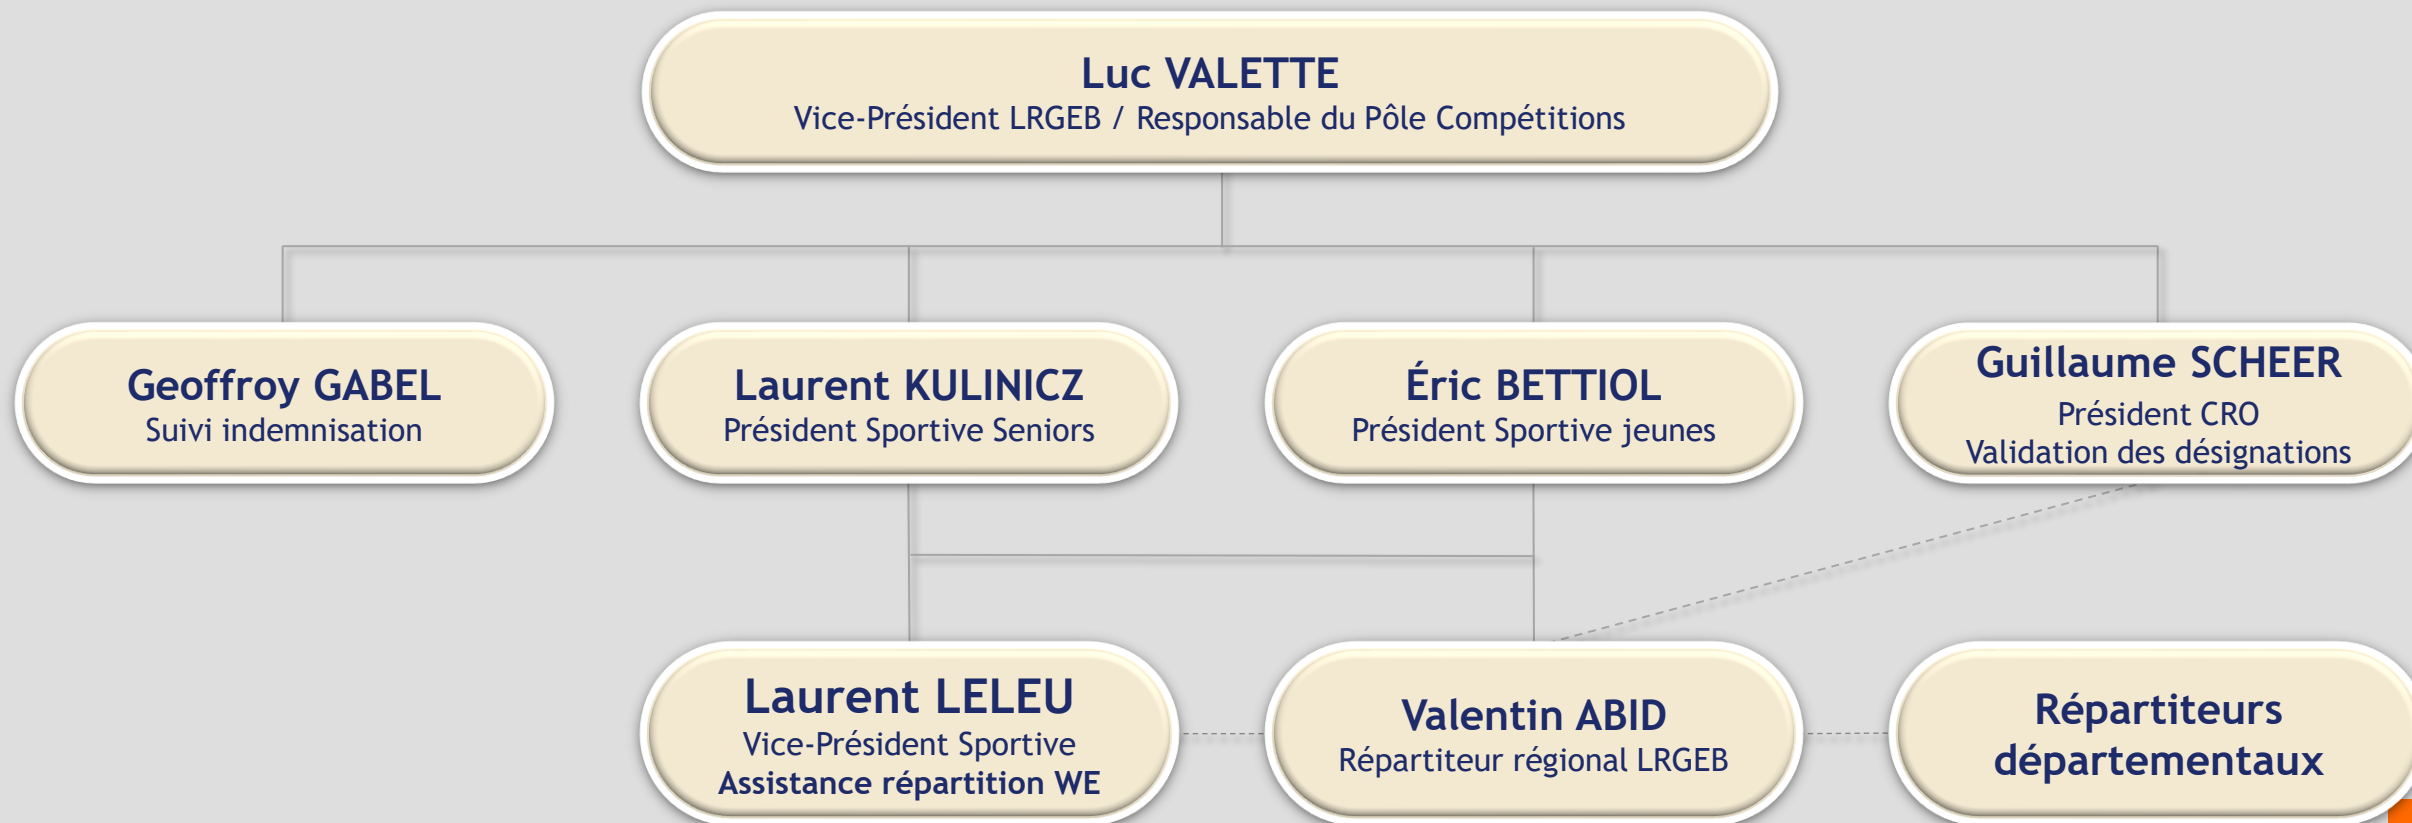 Luc VALETTE
Vice-Président LRGEB / Responsable du Pôle Compétitions
Geoffroy GABEL
Suivi indemnisation
Laurent KULINICZ
Président Sportive Seniors
Éric BETTIOL
Président Sportive jeunes
Guillaume SCHEER
Président CRO
Validation des désignations
Laurent LELEU
Vice-Président Sportive
Assistance répartition WE
Valentin ABID
Répartiteur régional LRGEB
Répartiteurs
départementaux